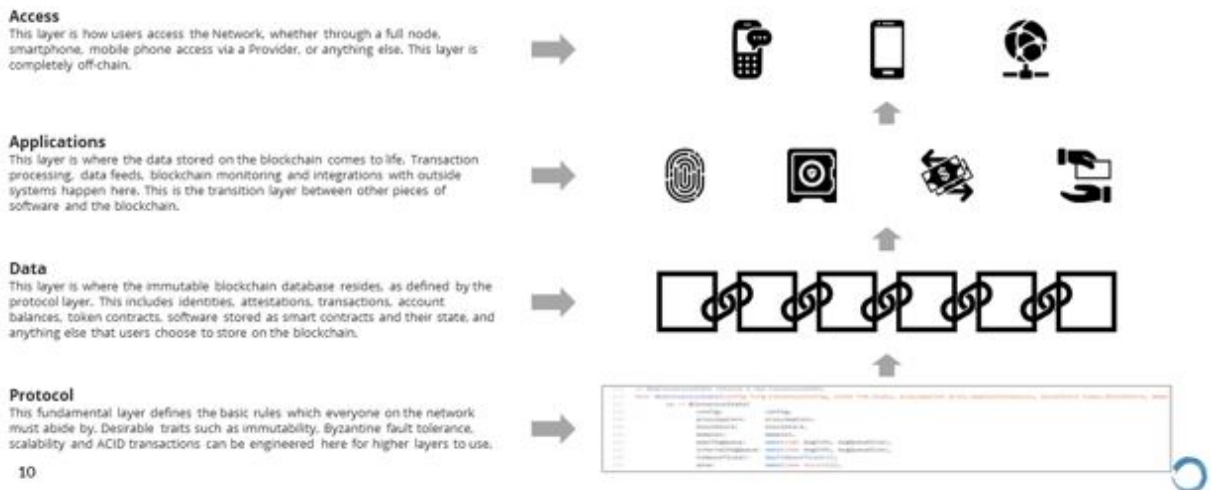 Access
This layer is how users access the Network, whether through a full node,
smartphone, mobile phone access via a Provider, or anything else. This layer is
completely off-chain.
Applications
This layer is where the data stored on the blockchain comes to life. Transaction
processing, data feeds, blockchain monitoring and integrations with outside
systems happen here. This is the transition layer between other pieces of
software and the blockchain.
Data
This layer is where the immutable blockchain database resides, as defined by the
protocol layer. This includes identities, attestations, transactions, account
balances, token contracts, software stored as smart contracts and their state, and
anything else that users choose to store on the blockchain.
Protocol
This fundamental layer defines the basic rules which everyone on the network
must abide by. Desirable traits such as immutability, Byzantine fault tolerance,
scalability and ACID transactions can be engineered here for higher layers to use.
10